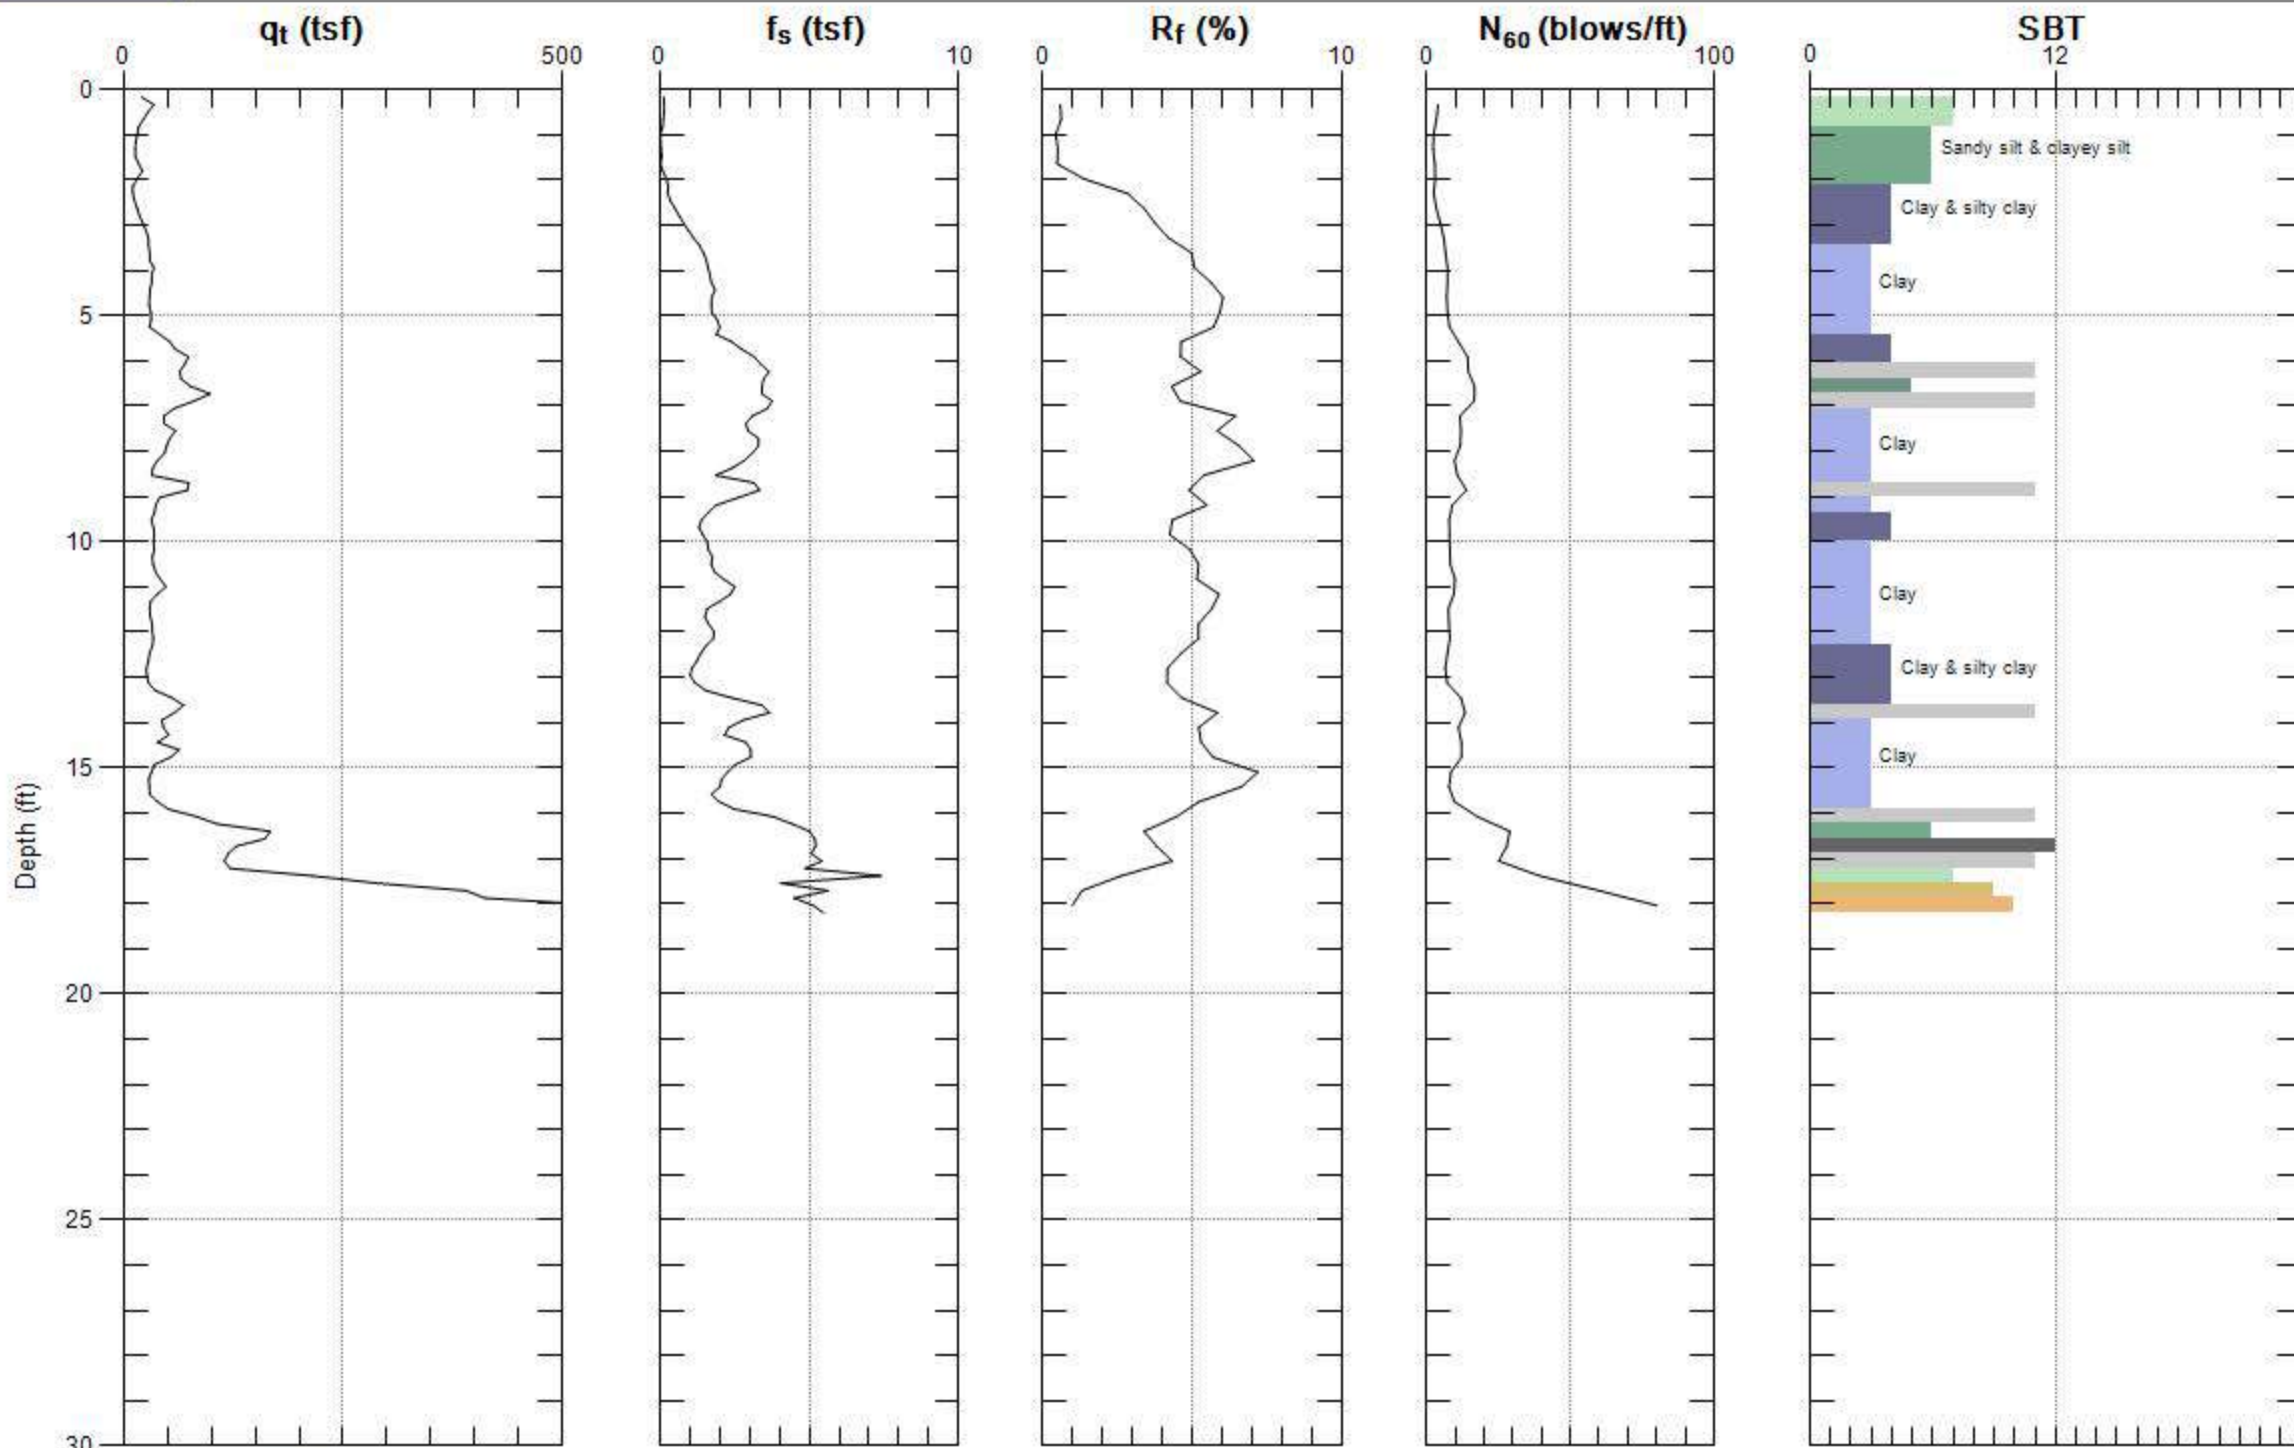 qt (tsf)
fs (tsf)
Rf (%)
N60 (blows/ft)
SBT
0 500
0 10
0 10
0 100
0 12
0
Sandy silt & clayey silt
Clay & silty clay
Clay
5
Clay
10
Clay
Clay & silty clay
Clay
15
Depth (ft)
20
25
30